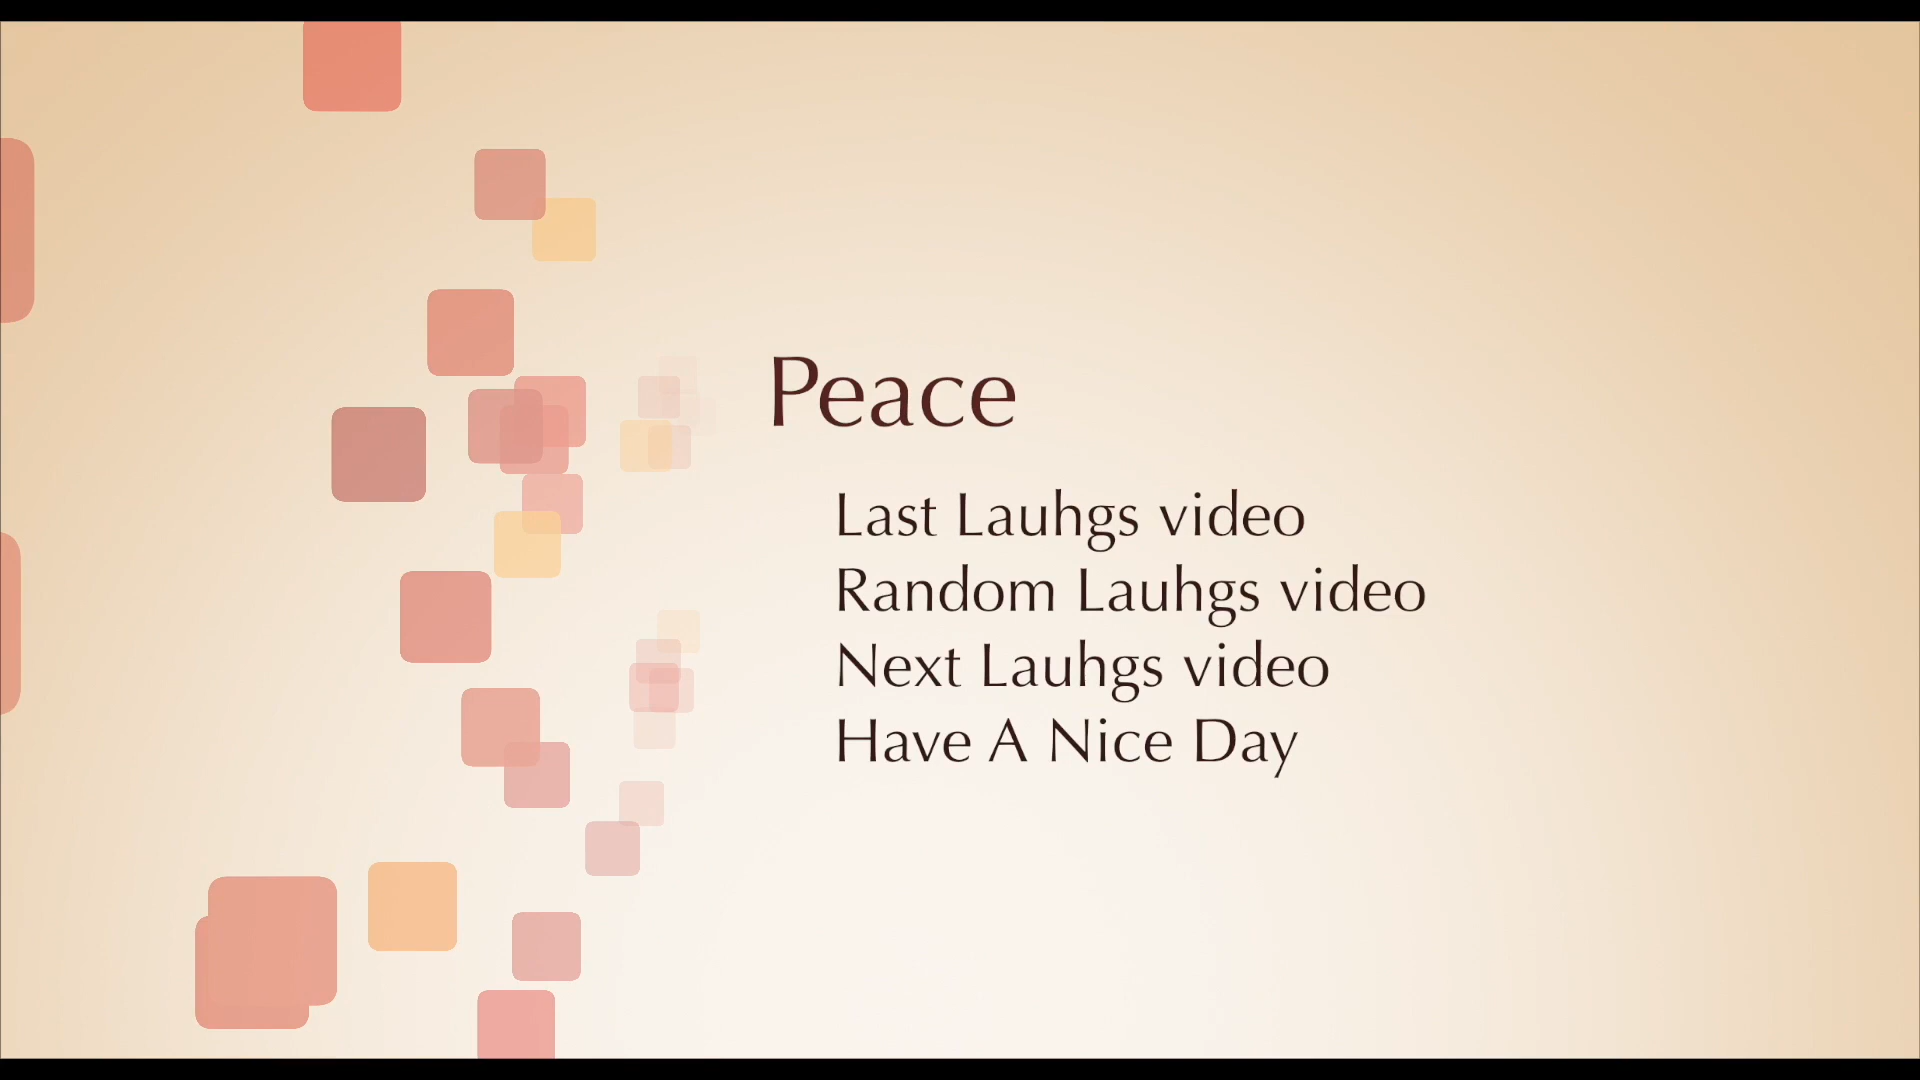 Peace
Last Lauhgs video
Random Lauhgs video
Next Lauhgs video
Have A Nice Day